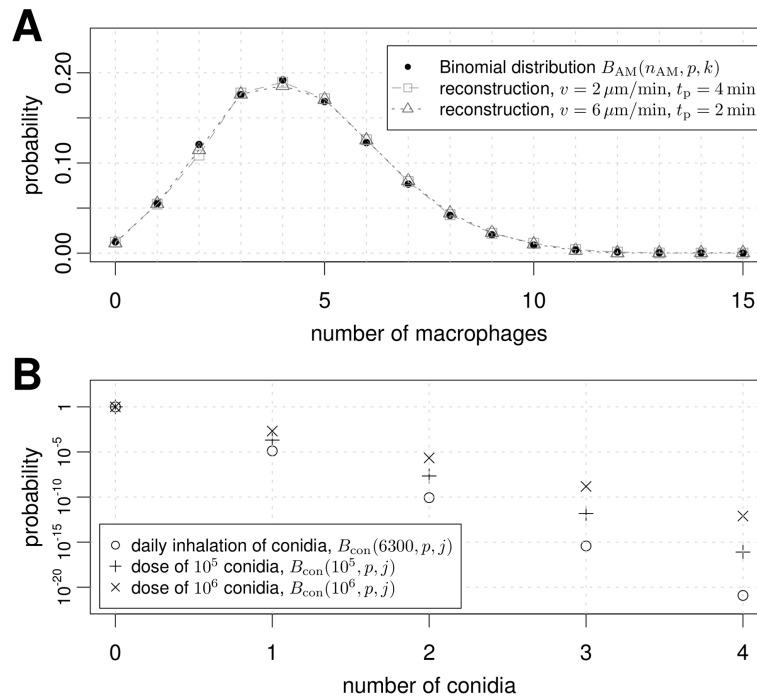 A
0.20
0.10
0.00
probability
Binomial distribution B_AM(n_AM, p, k)
reconstruction, v = 2 μm/min, t_p = 4 min
reconstruction, v = 6 μm/min, t_p = 2 min
0 5 10 15
number of macrophages
B
1
10^-5
10^-10
10^-15
10^-20
probability
daily inhalation of conidia, B_con(6300, p, j)
dose of 10^5 conidia, B_con(10^5, p, j)
dose of 10^6 conidia, B_con(10^6, p, j)
0 1 2 3 4
number of conidia